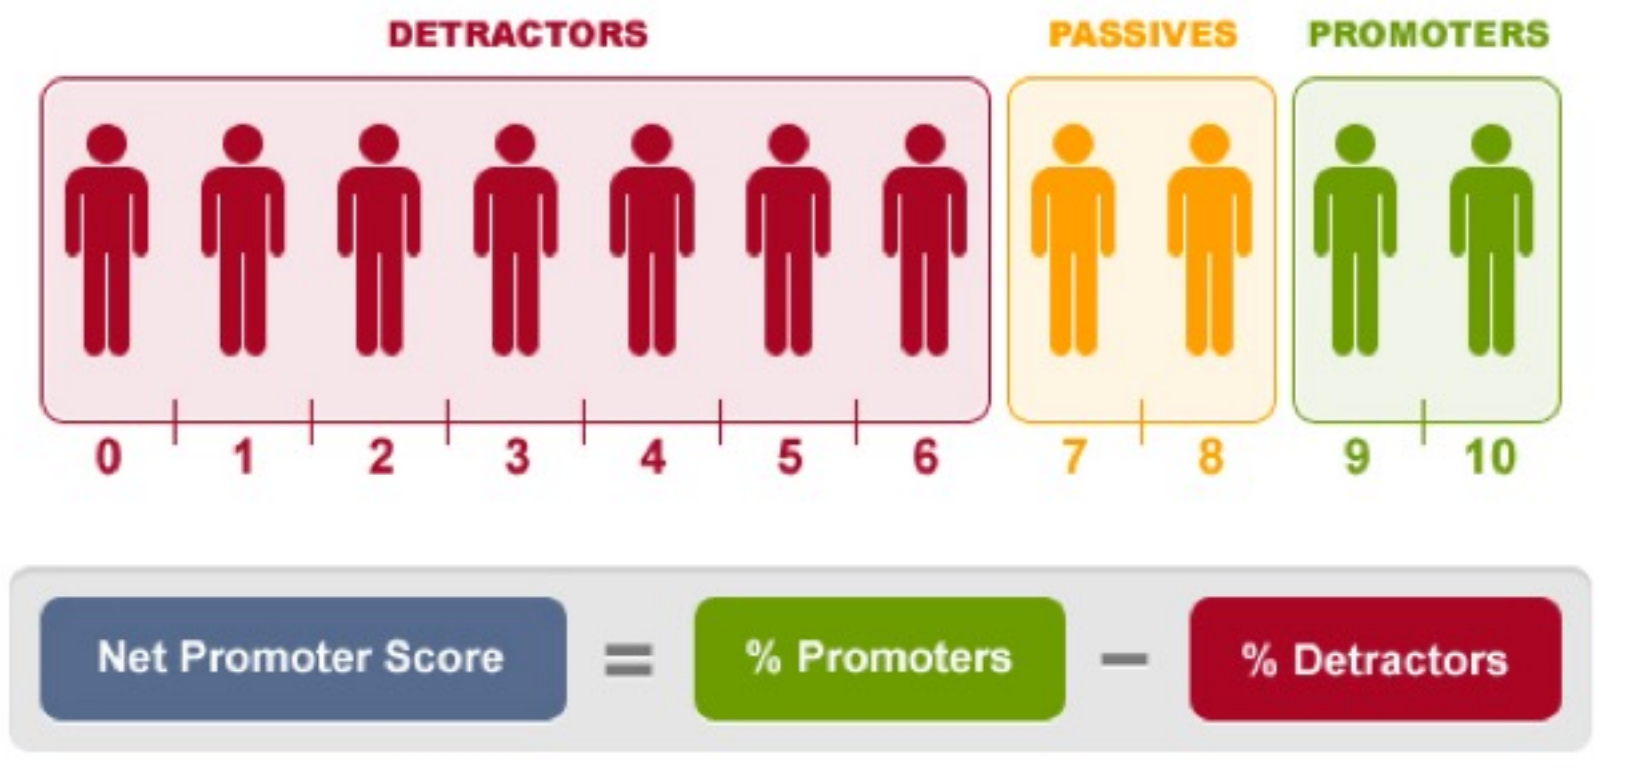 DETRACTORS PASSIVES PROMOTERS
0 1 2 3 4 5 6 7 8 9 10
Net Promoter Score = % Promoters − % Detractors